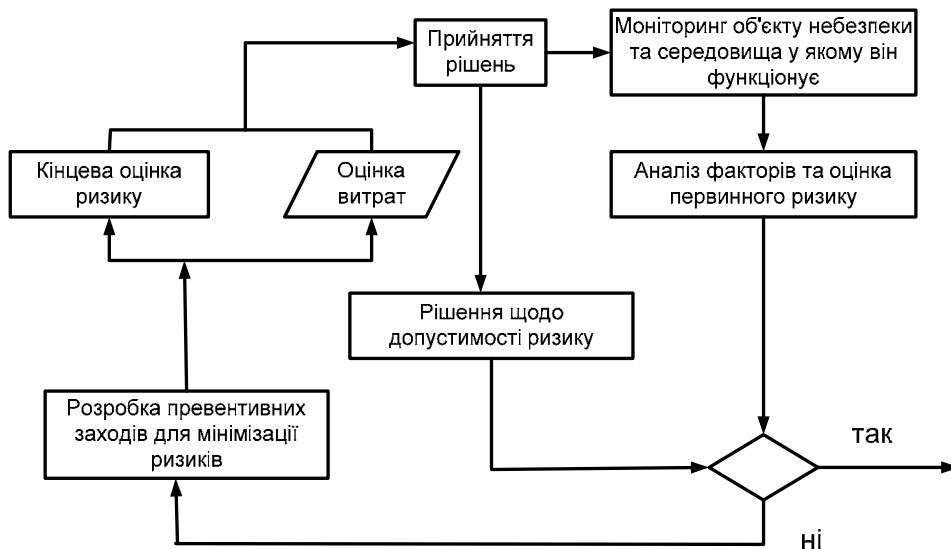 Прийняття
рішень
Моніторинг об'єкту небезпеки
та середовища у якому він
функціонує
Кінцева оцінка
ризику
Оцінка
витрат
Аналіз факторів та оцінка
первинного ризику
Рішення щодо
допустимості ризику
Розробка превентивних
заходів для мінімізації
ризиків
так
ні